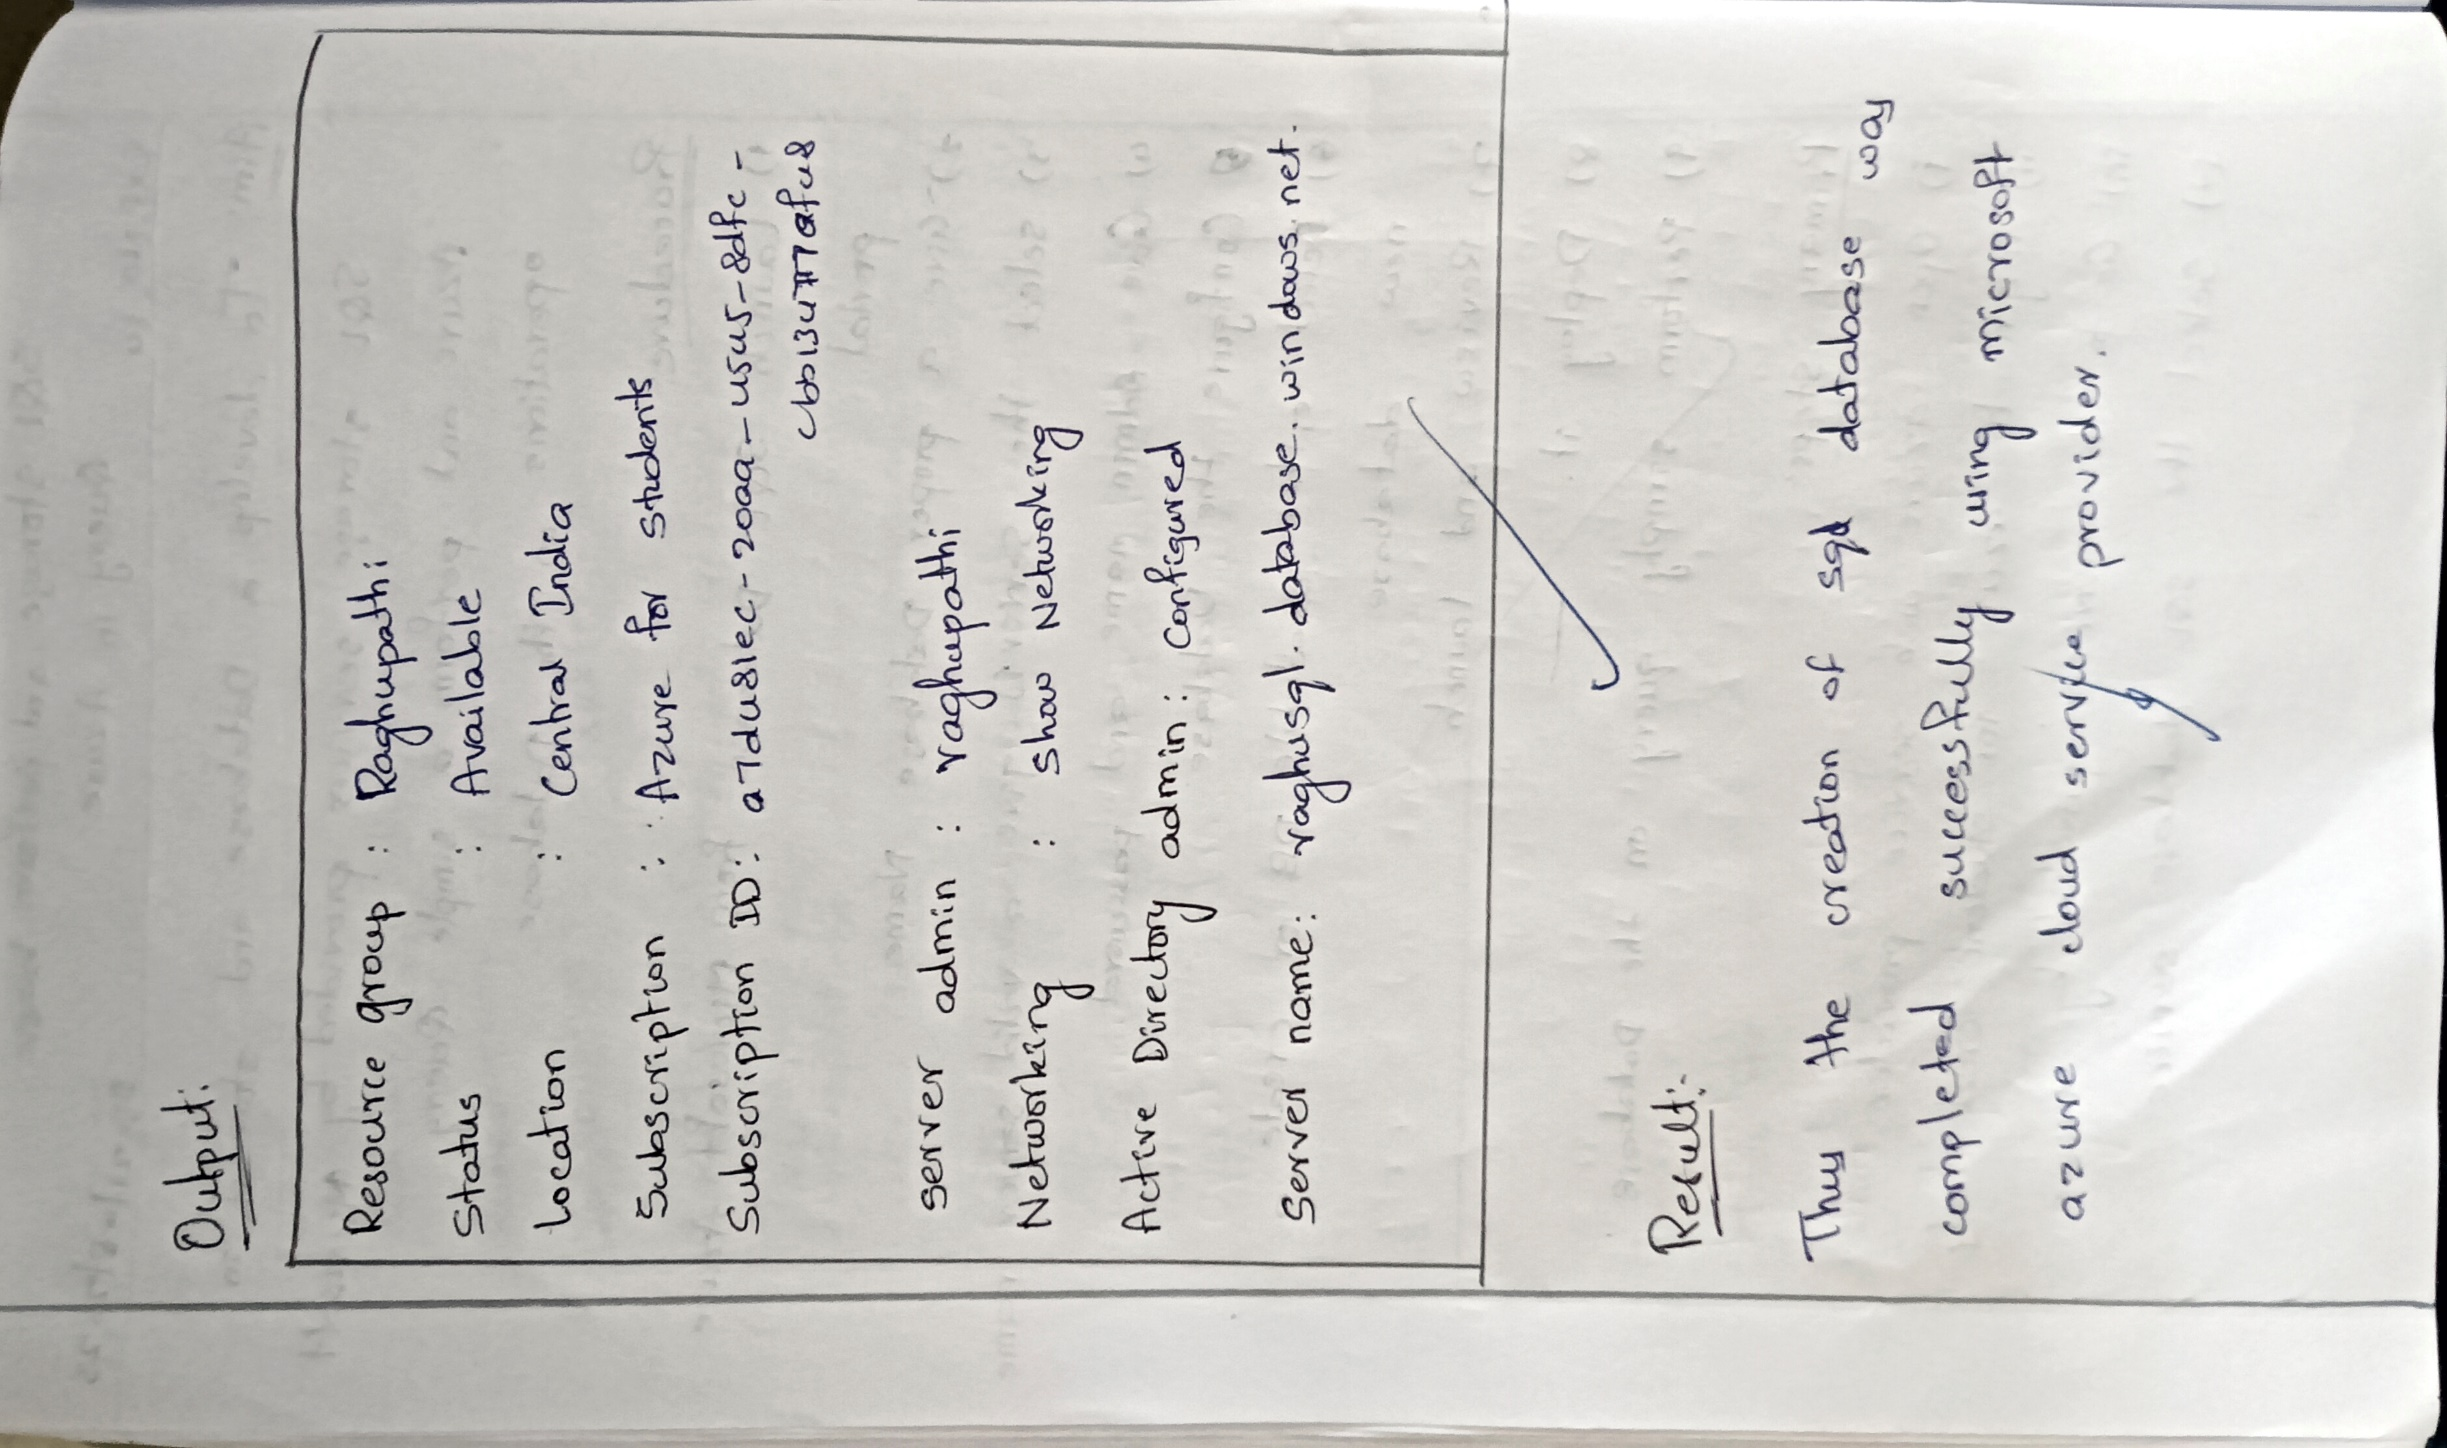 Output:
Resource group : Raghupathi
Status : Available
Location : Central India
Subscription : Azure for students
Subscription ID: a7d481ec-20aa-4545-8dfc-
server admin : raghupathi
Networking : show Networking
Active Directory admin : Configured
Server name: raghusql.database.windows.net.
Result:-
Thus the creation of sql database was
completed successfully using microsoft
azure cloud service provider.